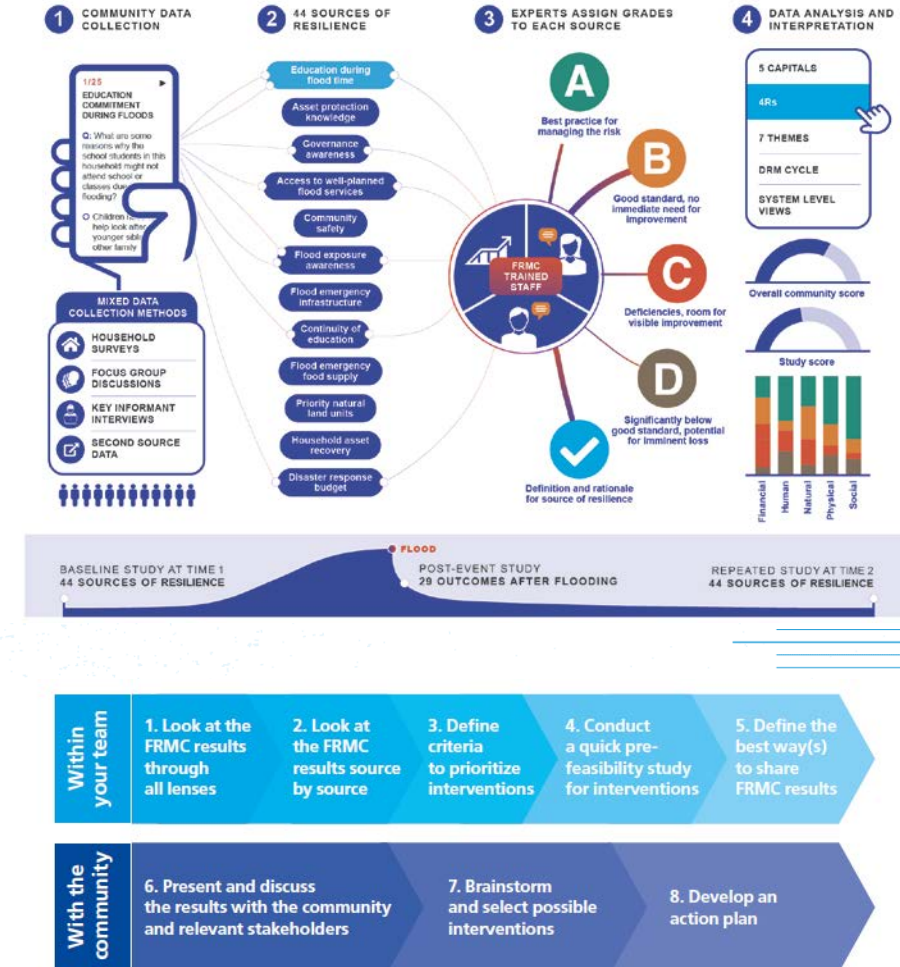 1 COMMUNITY DATA
COLLECTION
1/25
EDUCATION
COMMITMENT
DURING FLOODS
Q: What are some
reasons why the
school students in this
household might not
attend school or
classes due
flooding?
O Children
help look after
younger
other family
MIXED DATA
COLLECTION METHODS
HOUSEHOLD
SURVEYS
FOCUS GROUP
DISCUSSIONS
KEY INFORMANT
INTERVIEWS
SECOND SOURCE
DATA
2 44 SOURCES OF
RESILIENCE
Education during
flood time
Asset protection
knowledge
Governance
awareness
Access to well-planned
flood services
Community
safety
Flood exposure
awareness
Flood emergency
infrastructure
Continuity of
education
Flood emergency
food supply
Priority natural
land units
Household asset
recovery
Disaster response
budget
3 EXPERTS ASSIGN GRADES
TO EACH SOURCE
A
Best practice for
managing the risk
B
Good standard, no
immediate need for
improvement
FRMC
TRAINED
STAFF
C
Deficiencies, room for
visible improvement
D
Significantly below
good standard, potential
for imminent loss
Definition and rationale
for source of resilience
4 DATA ANALYSIS AND
INTERPRETATION
5 CAPITALS
4Rs
7 THEMES
DRM CYCLE
SYSTEM LEVEL
VIEWS
Overall community score
Study score
Financial
Human
Natural
Physical
Social
FLOOD
BASELINE STUDY AT TIME 1
44 SOURCES OF RESILIENCE
POST-EVENT STUDY
29 OUTCOMES AFTER FLOODING
REPEATED STUDY AT TIME 2
44 SOURCES OF RESILIENCE
Within
your team
1. Look at the
FRMC results
through
all lenses
2. Look at
the FRMC
results source
by source
3. Define
criteria
to prioritize
interventions
4. Conduct
a quick pre-
feasibility study
for interventions
5. Define the
best way(s)
to share
FRMC results
With the
community
6. Present and discuss
the results with the community
and relevant stakeholders
7. Brainstorm
and select possible
interventions
8. Develop an
action plan